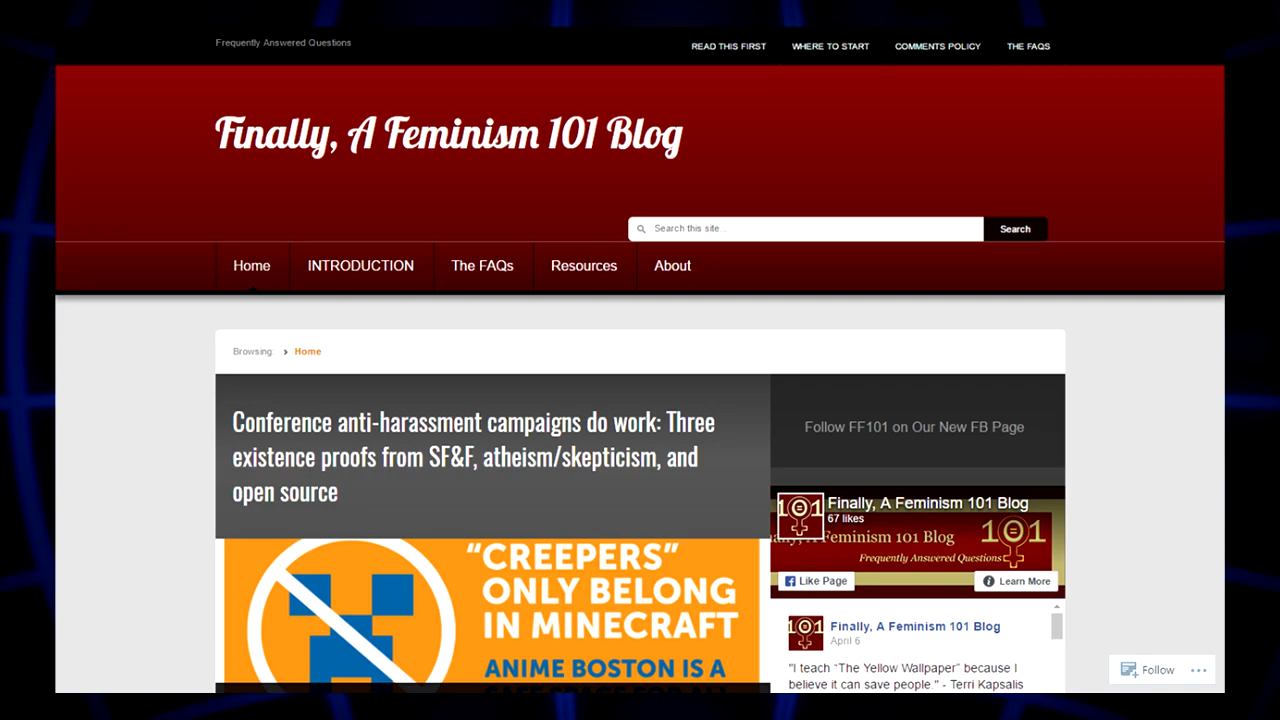 Frequently Answered Questions
READ THIS FIRST WHERE TO START COMMENTS POLICY THE FAQS
Finally, A Feminism 101 Blog
Search this site...
Search
Home INTRODUCTION The FAQs Resources About
Browsing: › Home
Conference anti-harassment campaigns do work: Three
existence proofs from SF&F, atheism/skepticism, and
open source
"CREEPERS"
ONLY BELONG
IN MINECRAFT
ANIME BOSTON IS A
Follow FF101 on Our New FB Page
101
Finally, A Feminism 101 Blog
67 likes
Feminism 101 Blog
101
Frequently Answered Questions
Like Page
Learn More
101
Finally, A Feminism 101 Blog
April 6
"I teach "The Yellow Wallpaper" because I
believe it can save people." - Terri Kapsalis
Follow